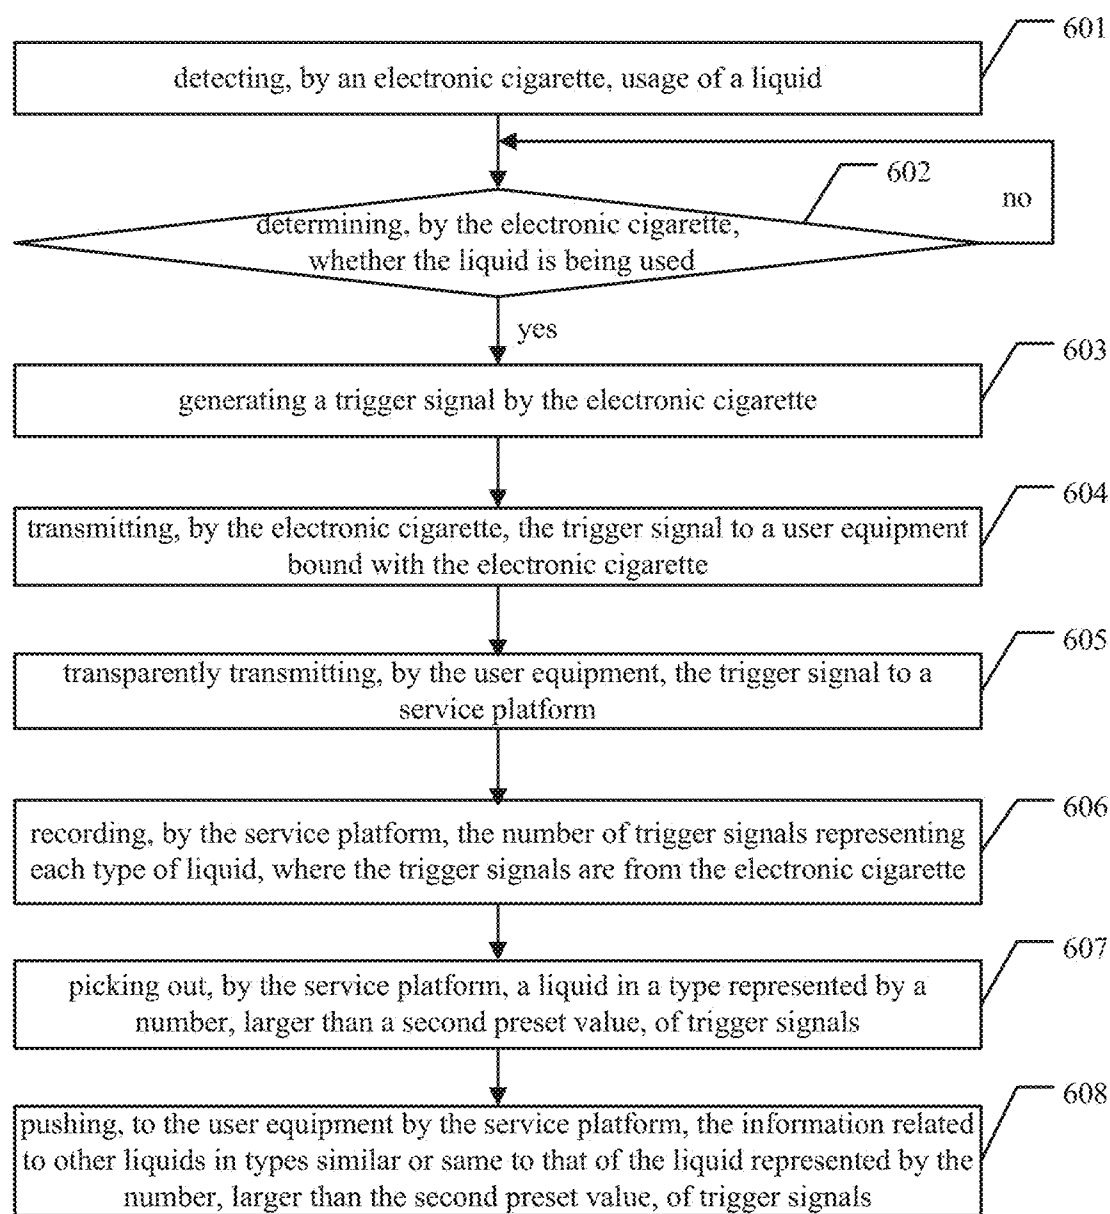 601
detecting, by an electronic cigarette, usage of a liquid
602
no
determining, by the electronic cigarette,
whether the liquid is being used
yes
603
generating a trigger signal by the electronic cigarette
604
transmitting, by the electronic cigarette, the trigger signal to a user equipment
bound with the electronic cigarette
605
transparently transmitting, by the user equipment, the trigger signal to a
service platform
606
recording, by the service platform, the number of trigger signals representing
each type of liquid, where the trigger signals are from the electronic cigarette
607
picking out, by the service platform, a liquid in a type represented by a
number, larger than a second preset value, of trigger signals
608
pushing, to the user equipment by the service platform, the information related
to other liquids in types similar or same to that of the liquid represented by the
number, larger than the second preset value, of trigger signals